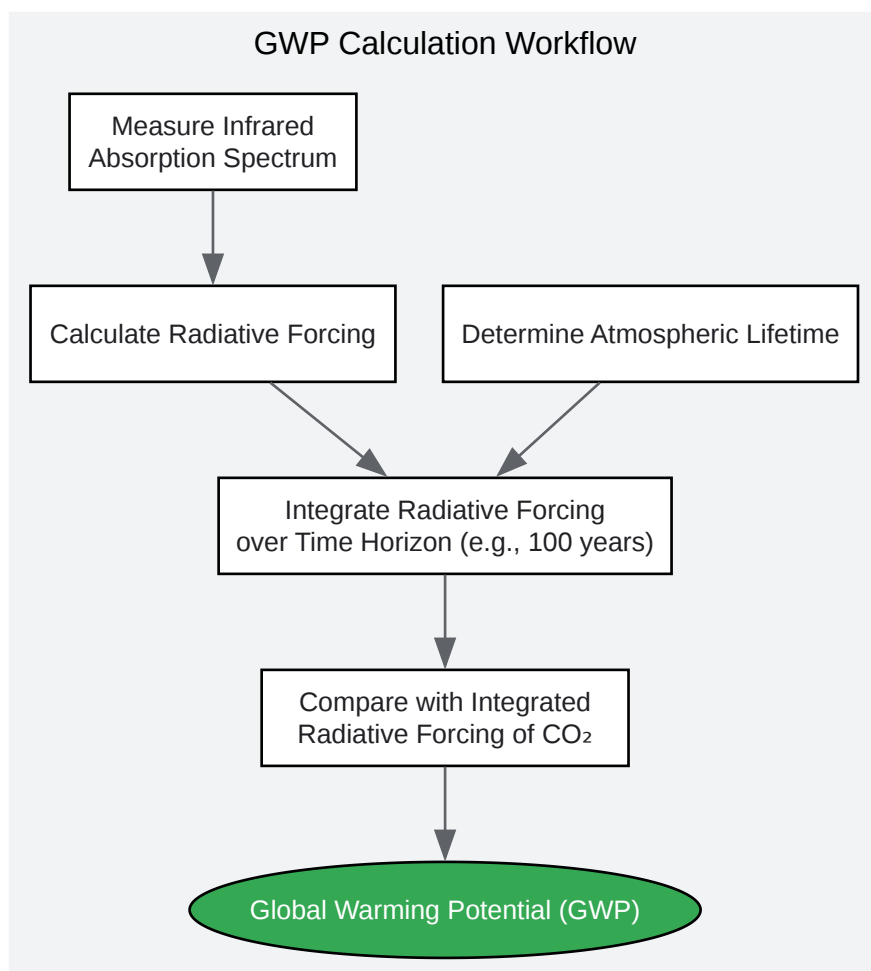 GWP Calculation Workflow
Measure Infrared
Absorption Spectrum
Calculate Radiative Forcing
Determine Atmospheric Lifetime
Integrate Radiative Forcing
over Time Horizon (e.g., 100 years)
Compare with Integrated
Radiative Forcing of CO₂
Global Warming Potential (GWP)